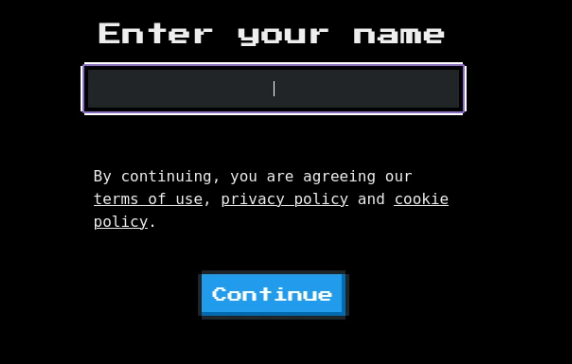 Enter your name
By continuing, you are agreeing our
terms of use, privacy policy and cookie
policy.
Continue